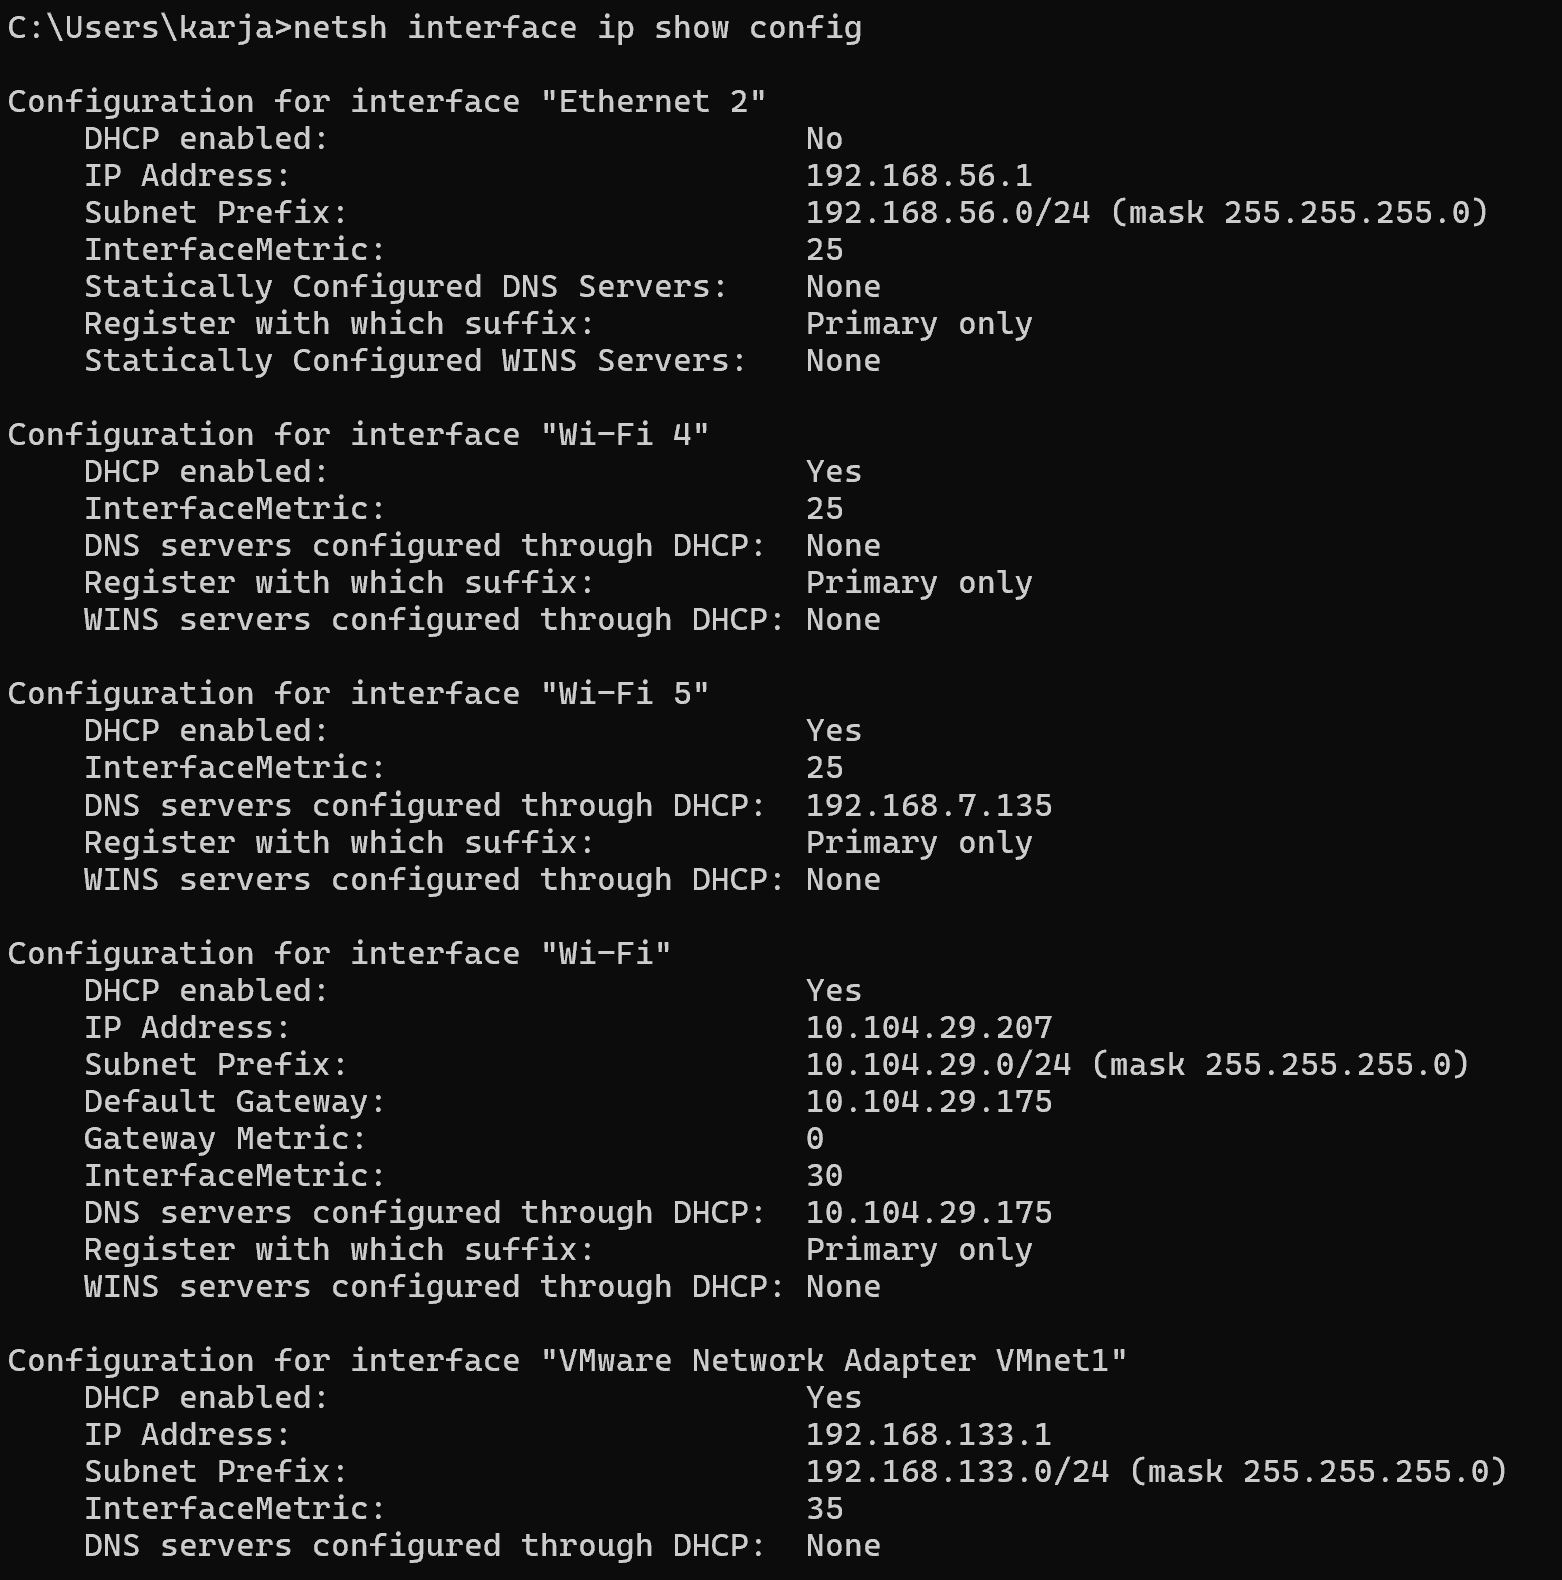 C:\Users\karja>netsh interface ip show config

Configuration for interface "Ethernet 2"
    DHCP enabled:                         No
    IP Address:                           192.168.56.1
    Subnet Prefix:                        192.168.56.0/24 (mask 255.255.255.0)
    InterfaceMetric:                      25
    Statically Configured DNS Servers:    None
    Register with which suffix:           Primary only
    Statically Configured WINS Servers:   None

Configuration for interface "Wi-Fi 4"
    DHCP enabled:                         Yes
    InterfaceMetric:                      25
    DNS servers configured through DHCP:  None
    Register with which suffix:           Primary only
    WINS servers configured through DHCP: None

Configuration for interface "Wi-Fi 5"
    DHCP enabled:                         Yes
    InterfaceMetric:                      25
    DNS servers configured through DHCP:  192.168.7.135
    Register with which suffix:           Primary only
    WINS servers configured through DHCP: None

Configuration for interface "Wi-Fi"
    DHCP enabled:                         Yes
    IP Address:                           10.104.29.207
    Subnet Prefix:                        10.104.29.0/24 (mask 255.255.255.0)
    Default Gateway:                      10.104.29.175
    Gateway Metric:                       0
    InterfaceMetric:                      30
    DNS servers configured through DHCP:  10.104.29.175
    Register with which suffix:           Primary only
    WINS servers configured through DHCP: None

Configuration for interface "VMware Network Adapter VMnet1"
    DHCP enabled:                         Yes
    IP Address:                           192.168.133.1
    Subnet Prefix:                        192.168.133.0/24 (mask 255.255.255.0)
    InterfaceMetric:                      35
    DNS servers configured through DHCP:  None